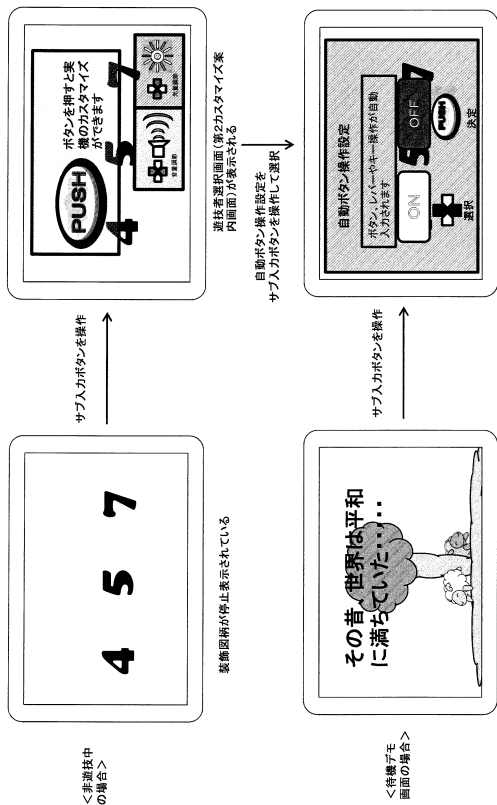 ＜非遊技中
の場合＞
4 5 7
装飾図柄が停止表示されている
サブ入力ボタンを操作
PUSH
ボタンを押すと実
機のカスタマイズ
ができます
4 5 7
音量調節
光量調節
遊技者選択画面(第2カスタマイズ案
内画面)が表示される
自動ボタン操作設定を
サブ入力ボタンを操作して選択
＜待機デモ
画面の場合＞
その昔、世界は平和
に満ちていた・・・・・・
サブ入力ボタンを操作
自動ボタン操作設定
ボタン、レバーやキー操作が自動
入力されます
ON
5
OFF
7
選択
PUSH
決定